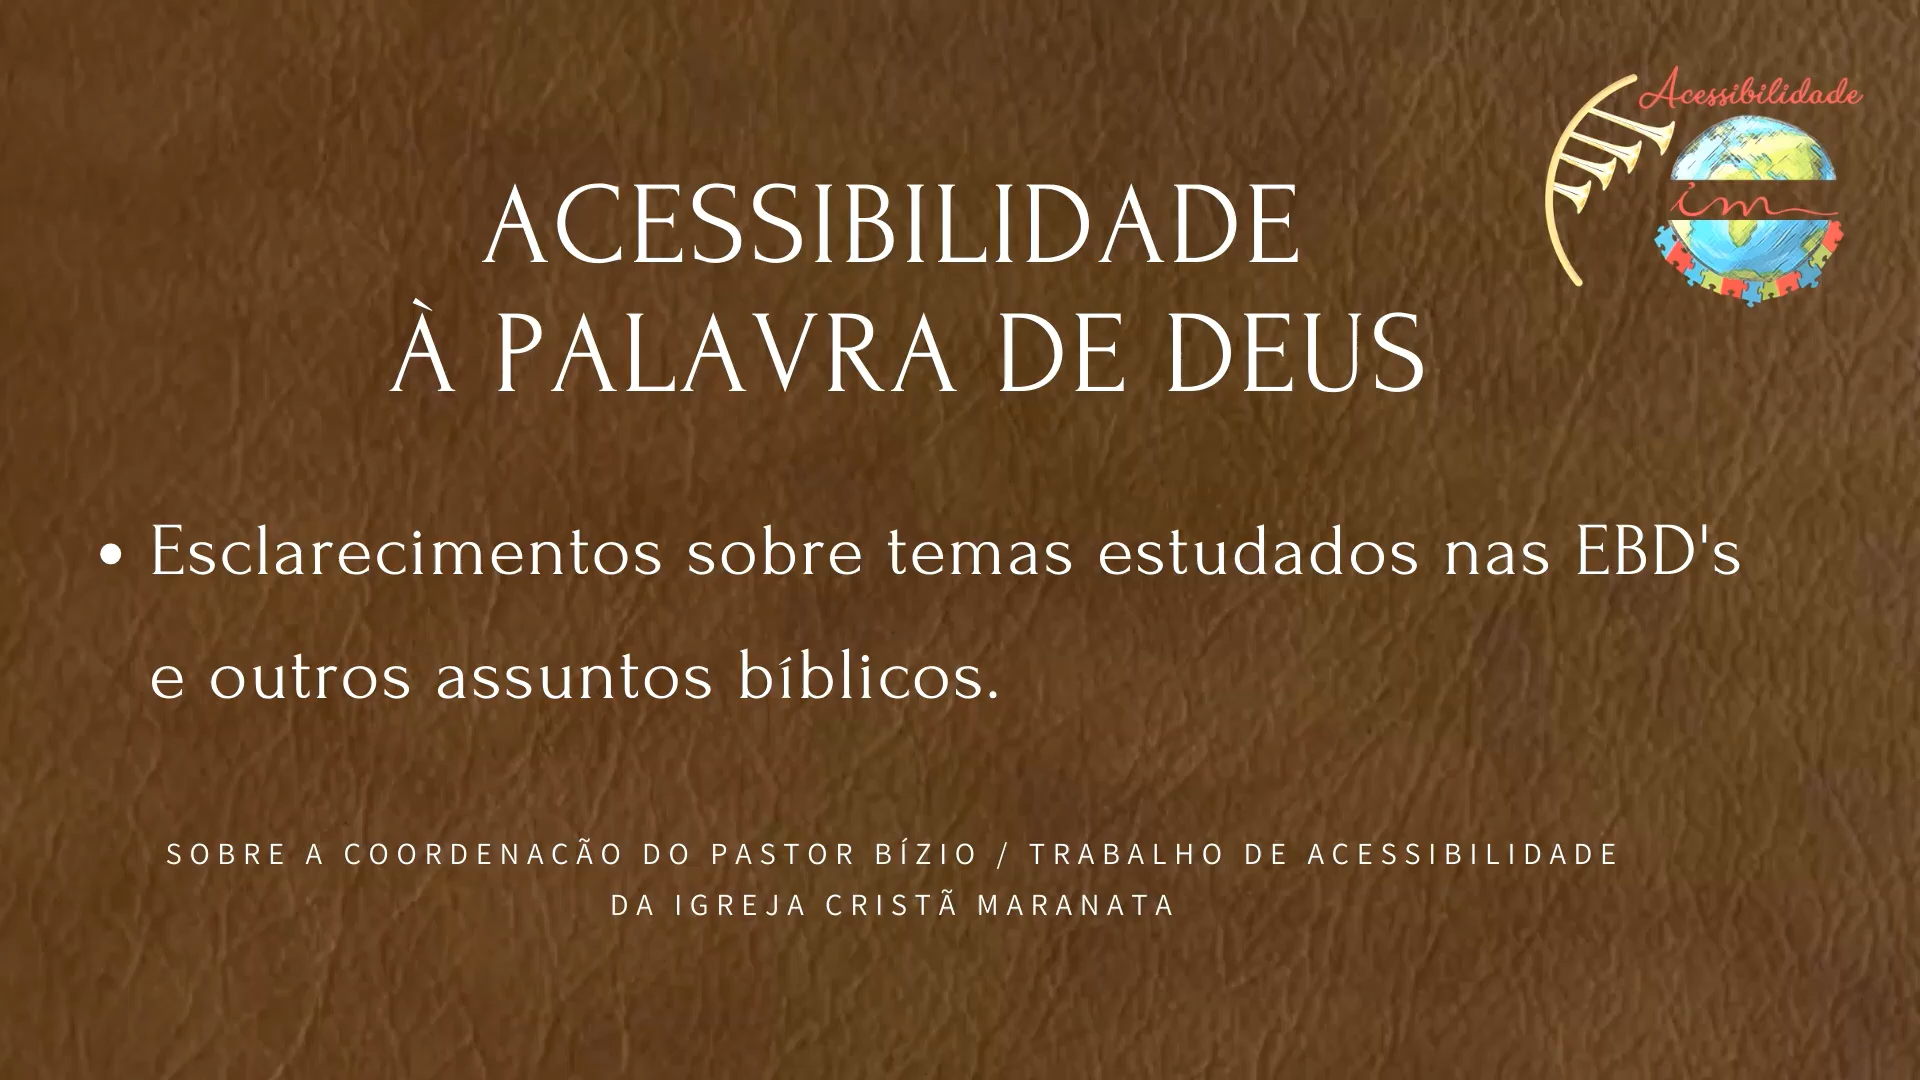 Acessibilidade
im
ACESSIBILIDADE
À PALAVRA DE DEUS
• Esclarecimentos sobre temas estudados nas EBD's
e outros assuntos bíblicos.
SOBRE A COORDENACÃO DO PASTOR BÍZIO / TRABALHO DE ACESSIBILIDADE
DA IGREJA CRISTÃ MARANATA